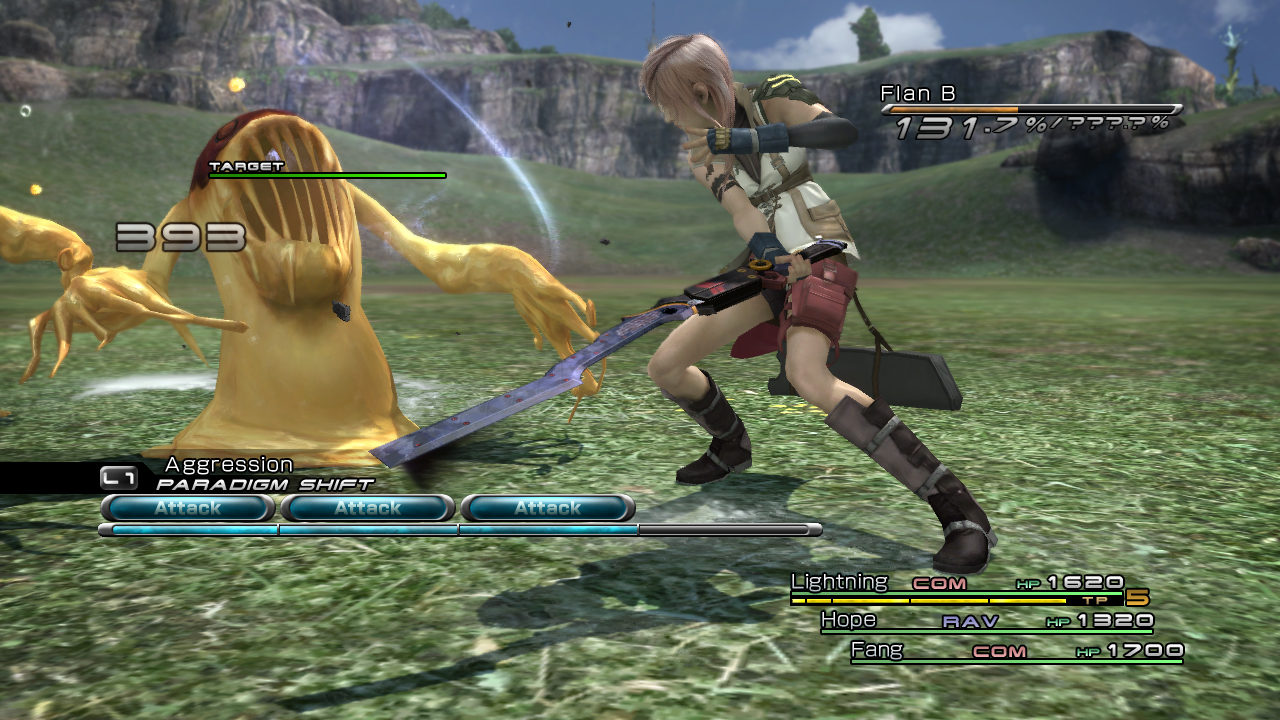 Flan B
131.7%/???.?%
TARGET
393
L1 Aggression
PARADIGM SHIFT
Attack Attack Attack
Lightning COM HP 1620
TP 5
Hope RAV HP 1320
Fang COM HP 1700